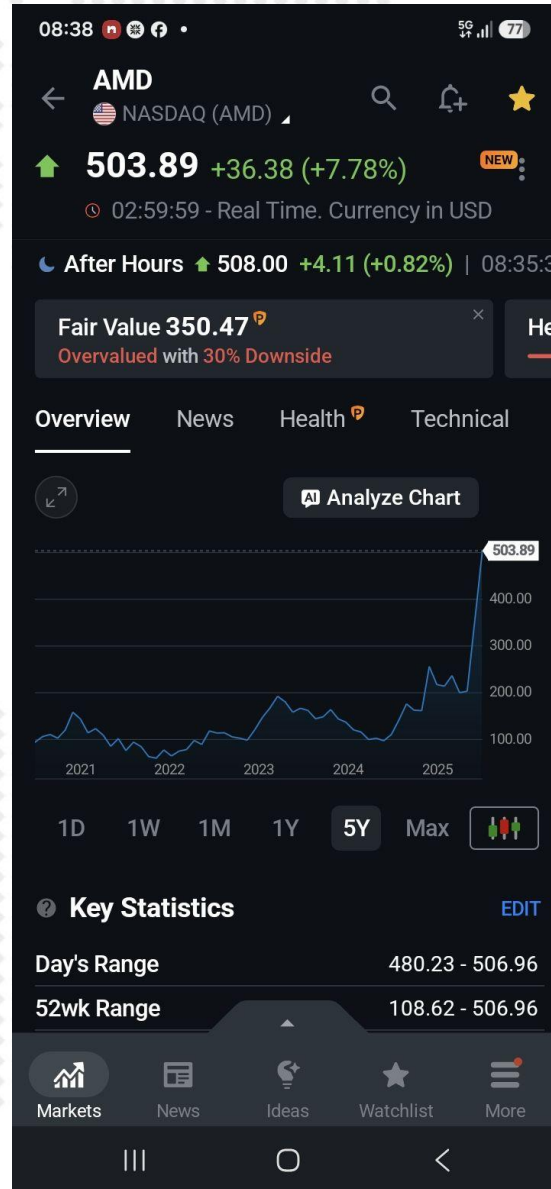 08:38
5G 77
AMD
NASDAQ (AMD)
503.89 +36.38 (+7.78%) NEW
02:59:59 - Real Time. Currency in USD
After Hours 508.00 +4.11 (+0.82%) | 08:35:3
Fair Value 350.47 P
Overvalued with 30% Downside
He
Overview News Health P Technical
AI Analyze Chart
503.89
400.00
300.00
200.00
100.00
2021 2022 2023 2024 2025
1D 1W 1M 1Y 5Y Max
? Key Statistics EDIT
Day's Range 480.23 - 506.96
52wk Range 108.62 - 506.96
Markets News Ideas Watchlist More